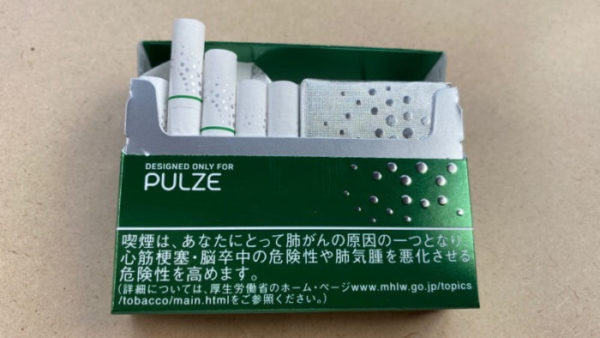 DESIGNED ONLY FOR
PULZE
喫煙は、あなたにとって肺がんの原因の一つとなり
心筋梗塞・脳卒中の危険性や肺気腫を悪化させる
危険性を高めます。
(詳細については、厚生労働省のホーム・ページwww.mhlw.go.jp/topics
/tobacco/main.htmlをご参照ください。)